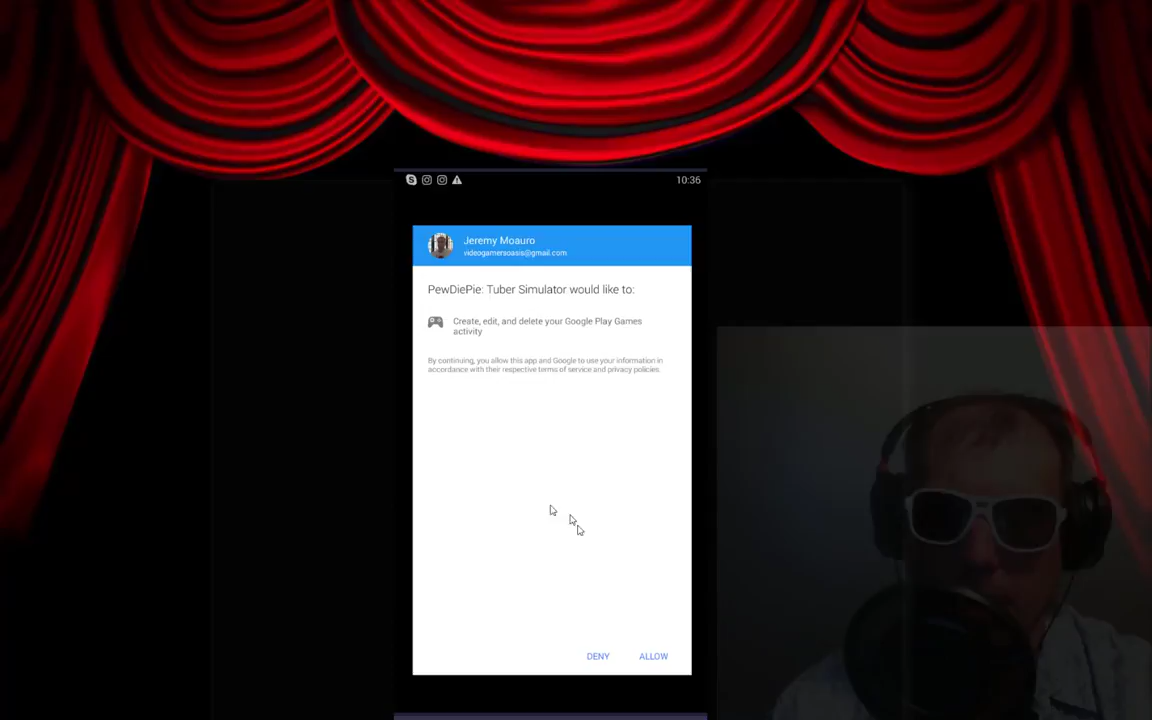 10:36
Jeremy Moauro
videogamersoasis@gmail.com
PewDiePie: Tuber Simulator would like to:
Create, edit, and delete your Google Play Games
activity
By continuing, you allow this app and Google to use your information in
accordance with their respective terms of service and privacy policies.
DENY ALLOW